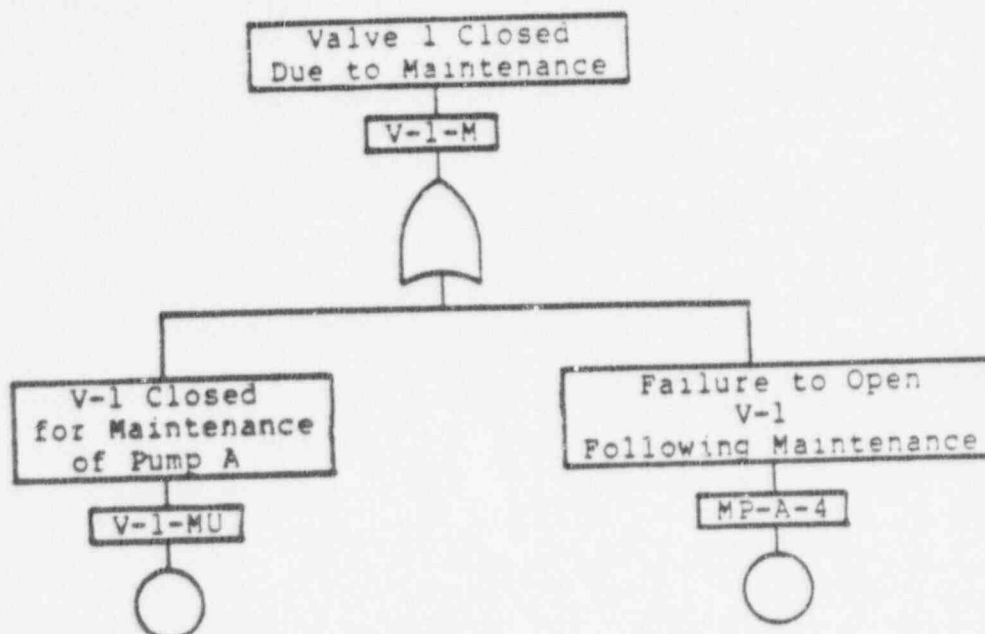 Valve 1 Closed
Due to Maintenance
V-1-M
V-1 Closed
for Maintenance
of Pump A
V-1-MU
Failure to Open
V-1
Following Maintenance
MP-A-4